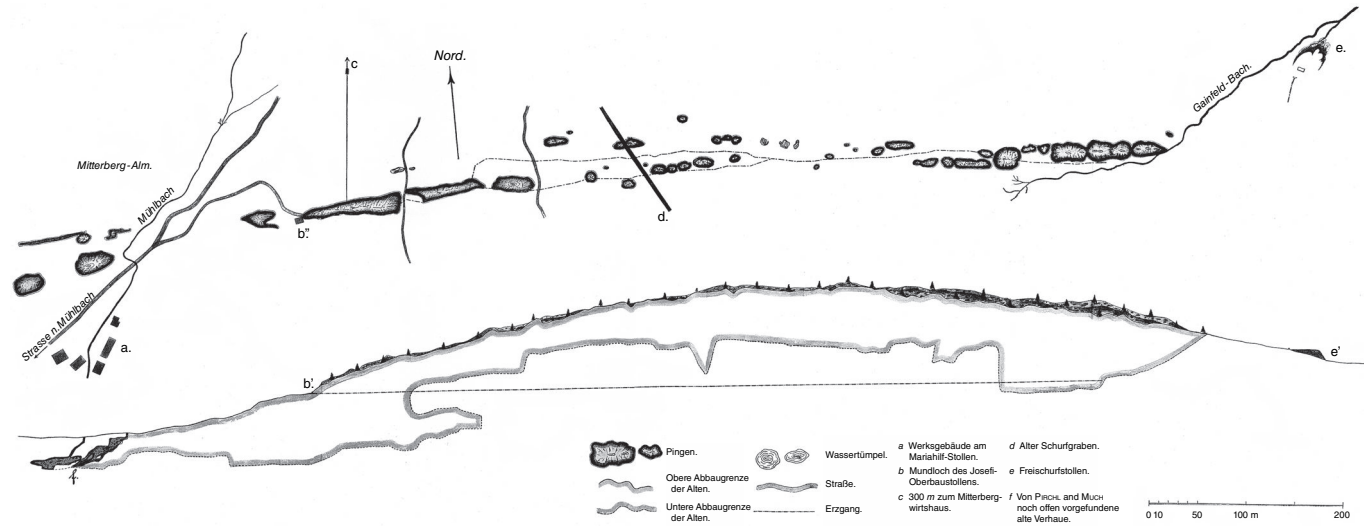 Nord.
c
e.
Gainfeld-Bach.
Mitterberg-Alm.
Mühlbach
b".
d.
Strasse n. Mühlbach
a.
b'.
e'
f.
Pingen.
Obere Abbaugrenze
der Alten.
Untere Abbaugrenze
der Alten.
Wassertümpel.
Straße.
Erzgang.
a Werksgebäude am
Mariahilf-Stollen.
b Mundloch des Josefi-
Oberbaustollens.
c 300 m zum Mitterberg-
wirtshaus.
d Alter Schurfgraben.
e Freischurfstollen.
f Von PIRCHL and MUCH
noch offen vorgefundene
alte Verhaue.
0 10 50 100 m 200